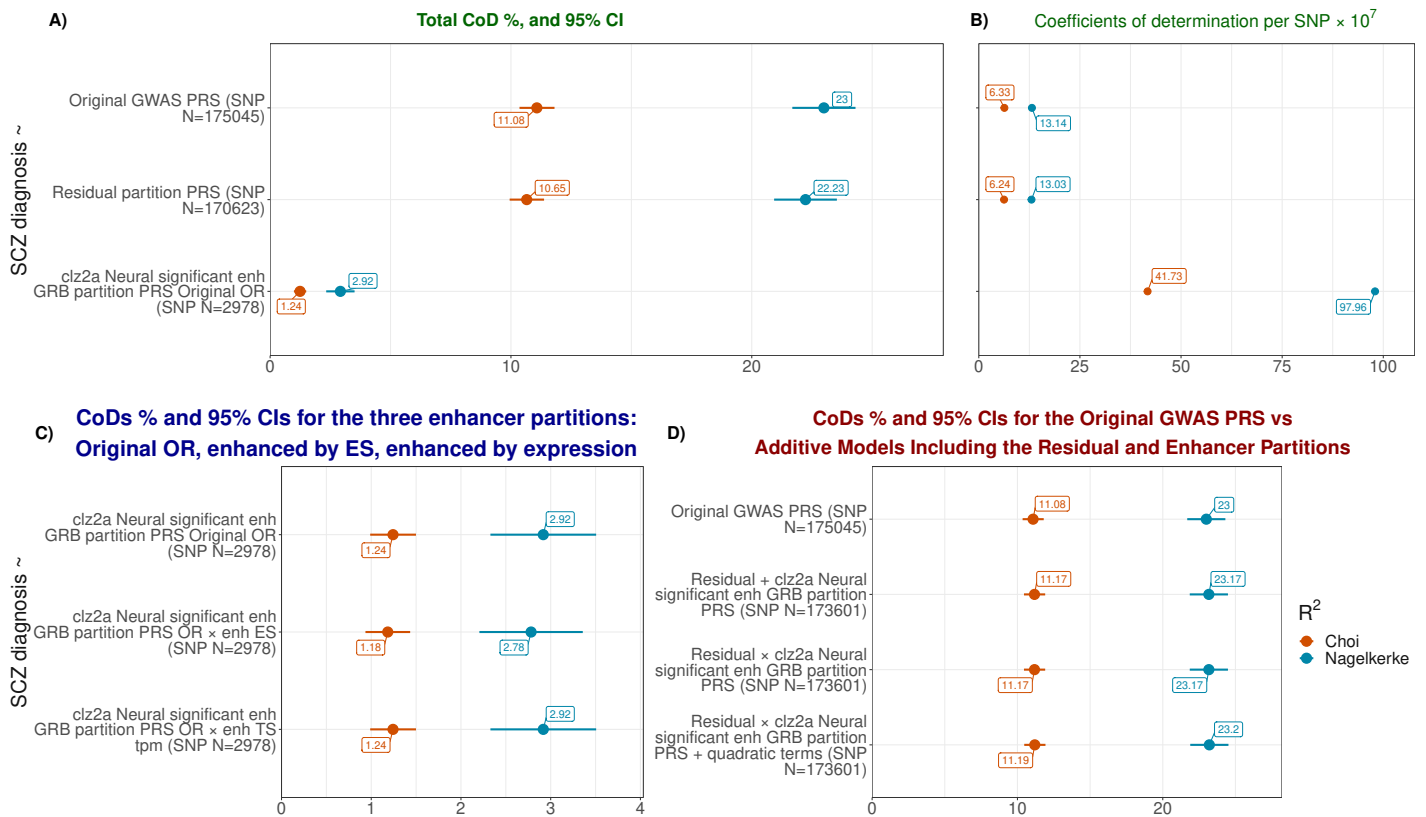 A)
Total CoD %, and 95% CI
SCZ diagnosis ~
Original GWAS PRS (SNP
N=175045)
Residual partition PRS (SNP
N=170623)
clz2a Neural significant enh
GRB partition PRS Original OR
(SNP N=2978)
11.08
23
10.65
22.23
1.24
2.92
0
10
20
B)
Coefficients of determination per SNP × 10^7
6.33
13.14
6.24
13.03
41.73
97.96
0
25
50
75
100
C)
CoDs % and 95% CIs for the three enhancer partitions:
Original OR, enhanced by ES, enhanced by expression
SCZ diagnosis ~
clz2a Neural significant enh
GRB partition PRS Original OR
(SNP N=2978)
clz2a Neural significant enh
GRB partition PRS OR × enh ES
(SNP N=2978)
clz2a Neural significant enh
GRB partition PRS OR × enh TS
tpm (SNP N=2978)
1.24
2.92
1.18
2.78
1.24
2.92
0
1
2
3
4
D)
CoDs % and 95% CIs for the Original GWAS PRS vs
Additive Models Including the Residual and Enhancer Partitions
Original GWAS PRS (SNP
N=175045)
Residual + clz2a Neural
significant enh GRB partition
PRS (SNP N=173601)
Residual × clz2a Neural
significant enh GRB partition
PRS (SNP N=173601)
Residual × clz2a Neural
significant enh GRB partition
PRS + quadratic terms (SNP
N=173601)
11.08
23
11.17
23.17
11.17
23.17
11.19
23.2
0
10
20
R^2
Choi
Nagelkerke